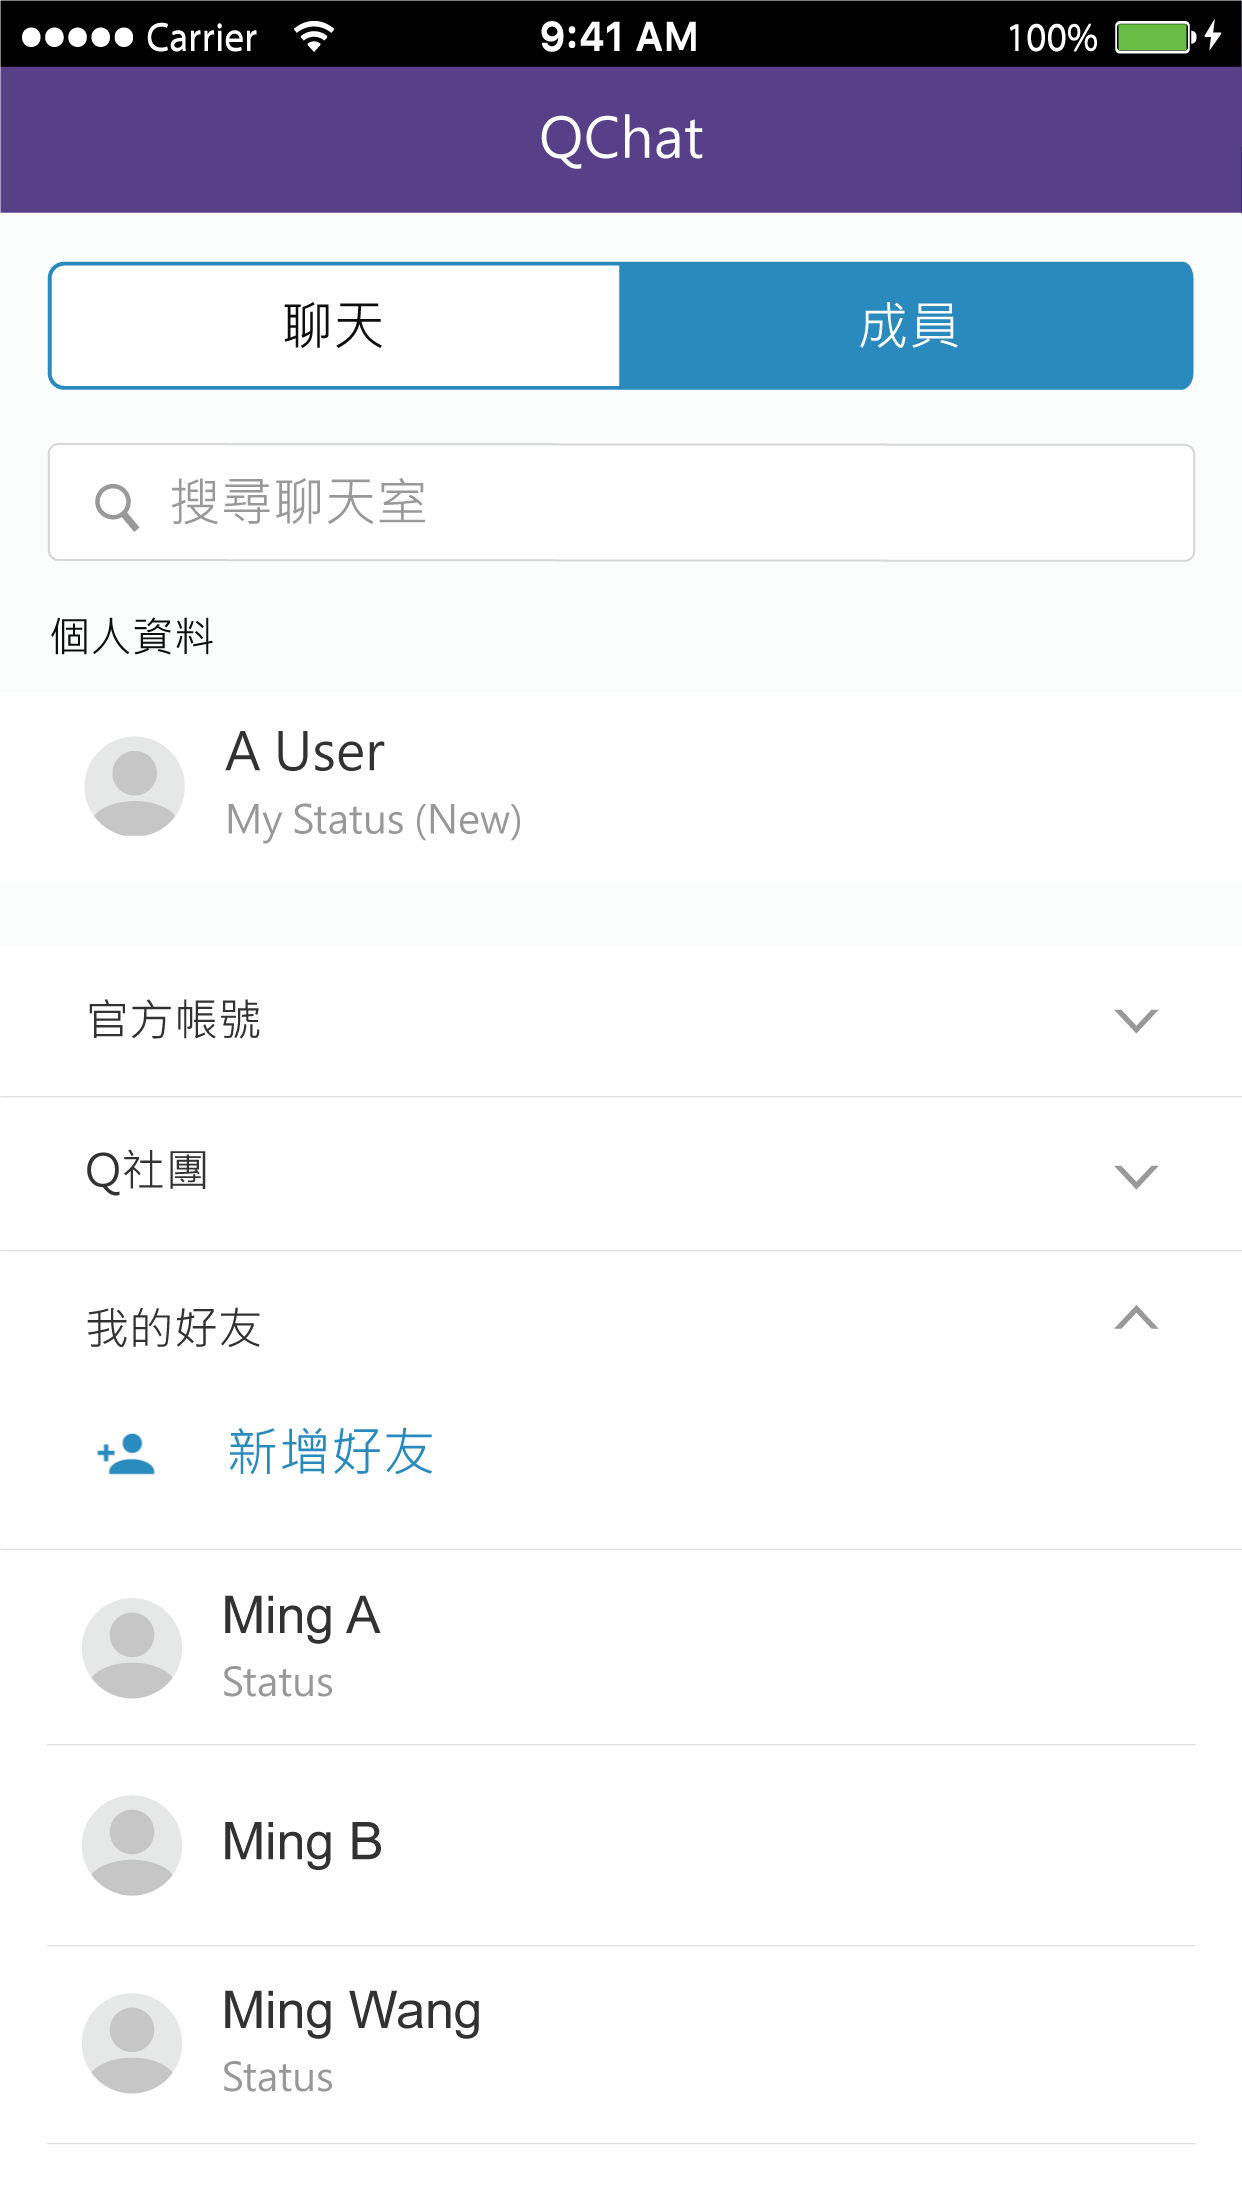 Carrier 9:41 AM 100%
QChat
聊天 成員
搜尋聊天室
個人資料
A User
My Status (New)
官方帳號
Q社團
我的好友
新增好友
Ming A
Status
Ming B
Ming Wang
Status